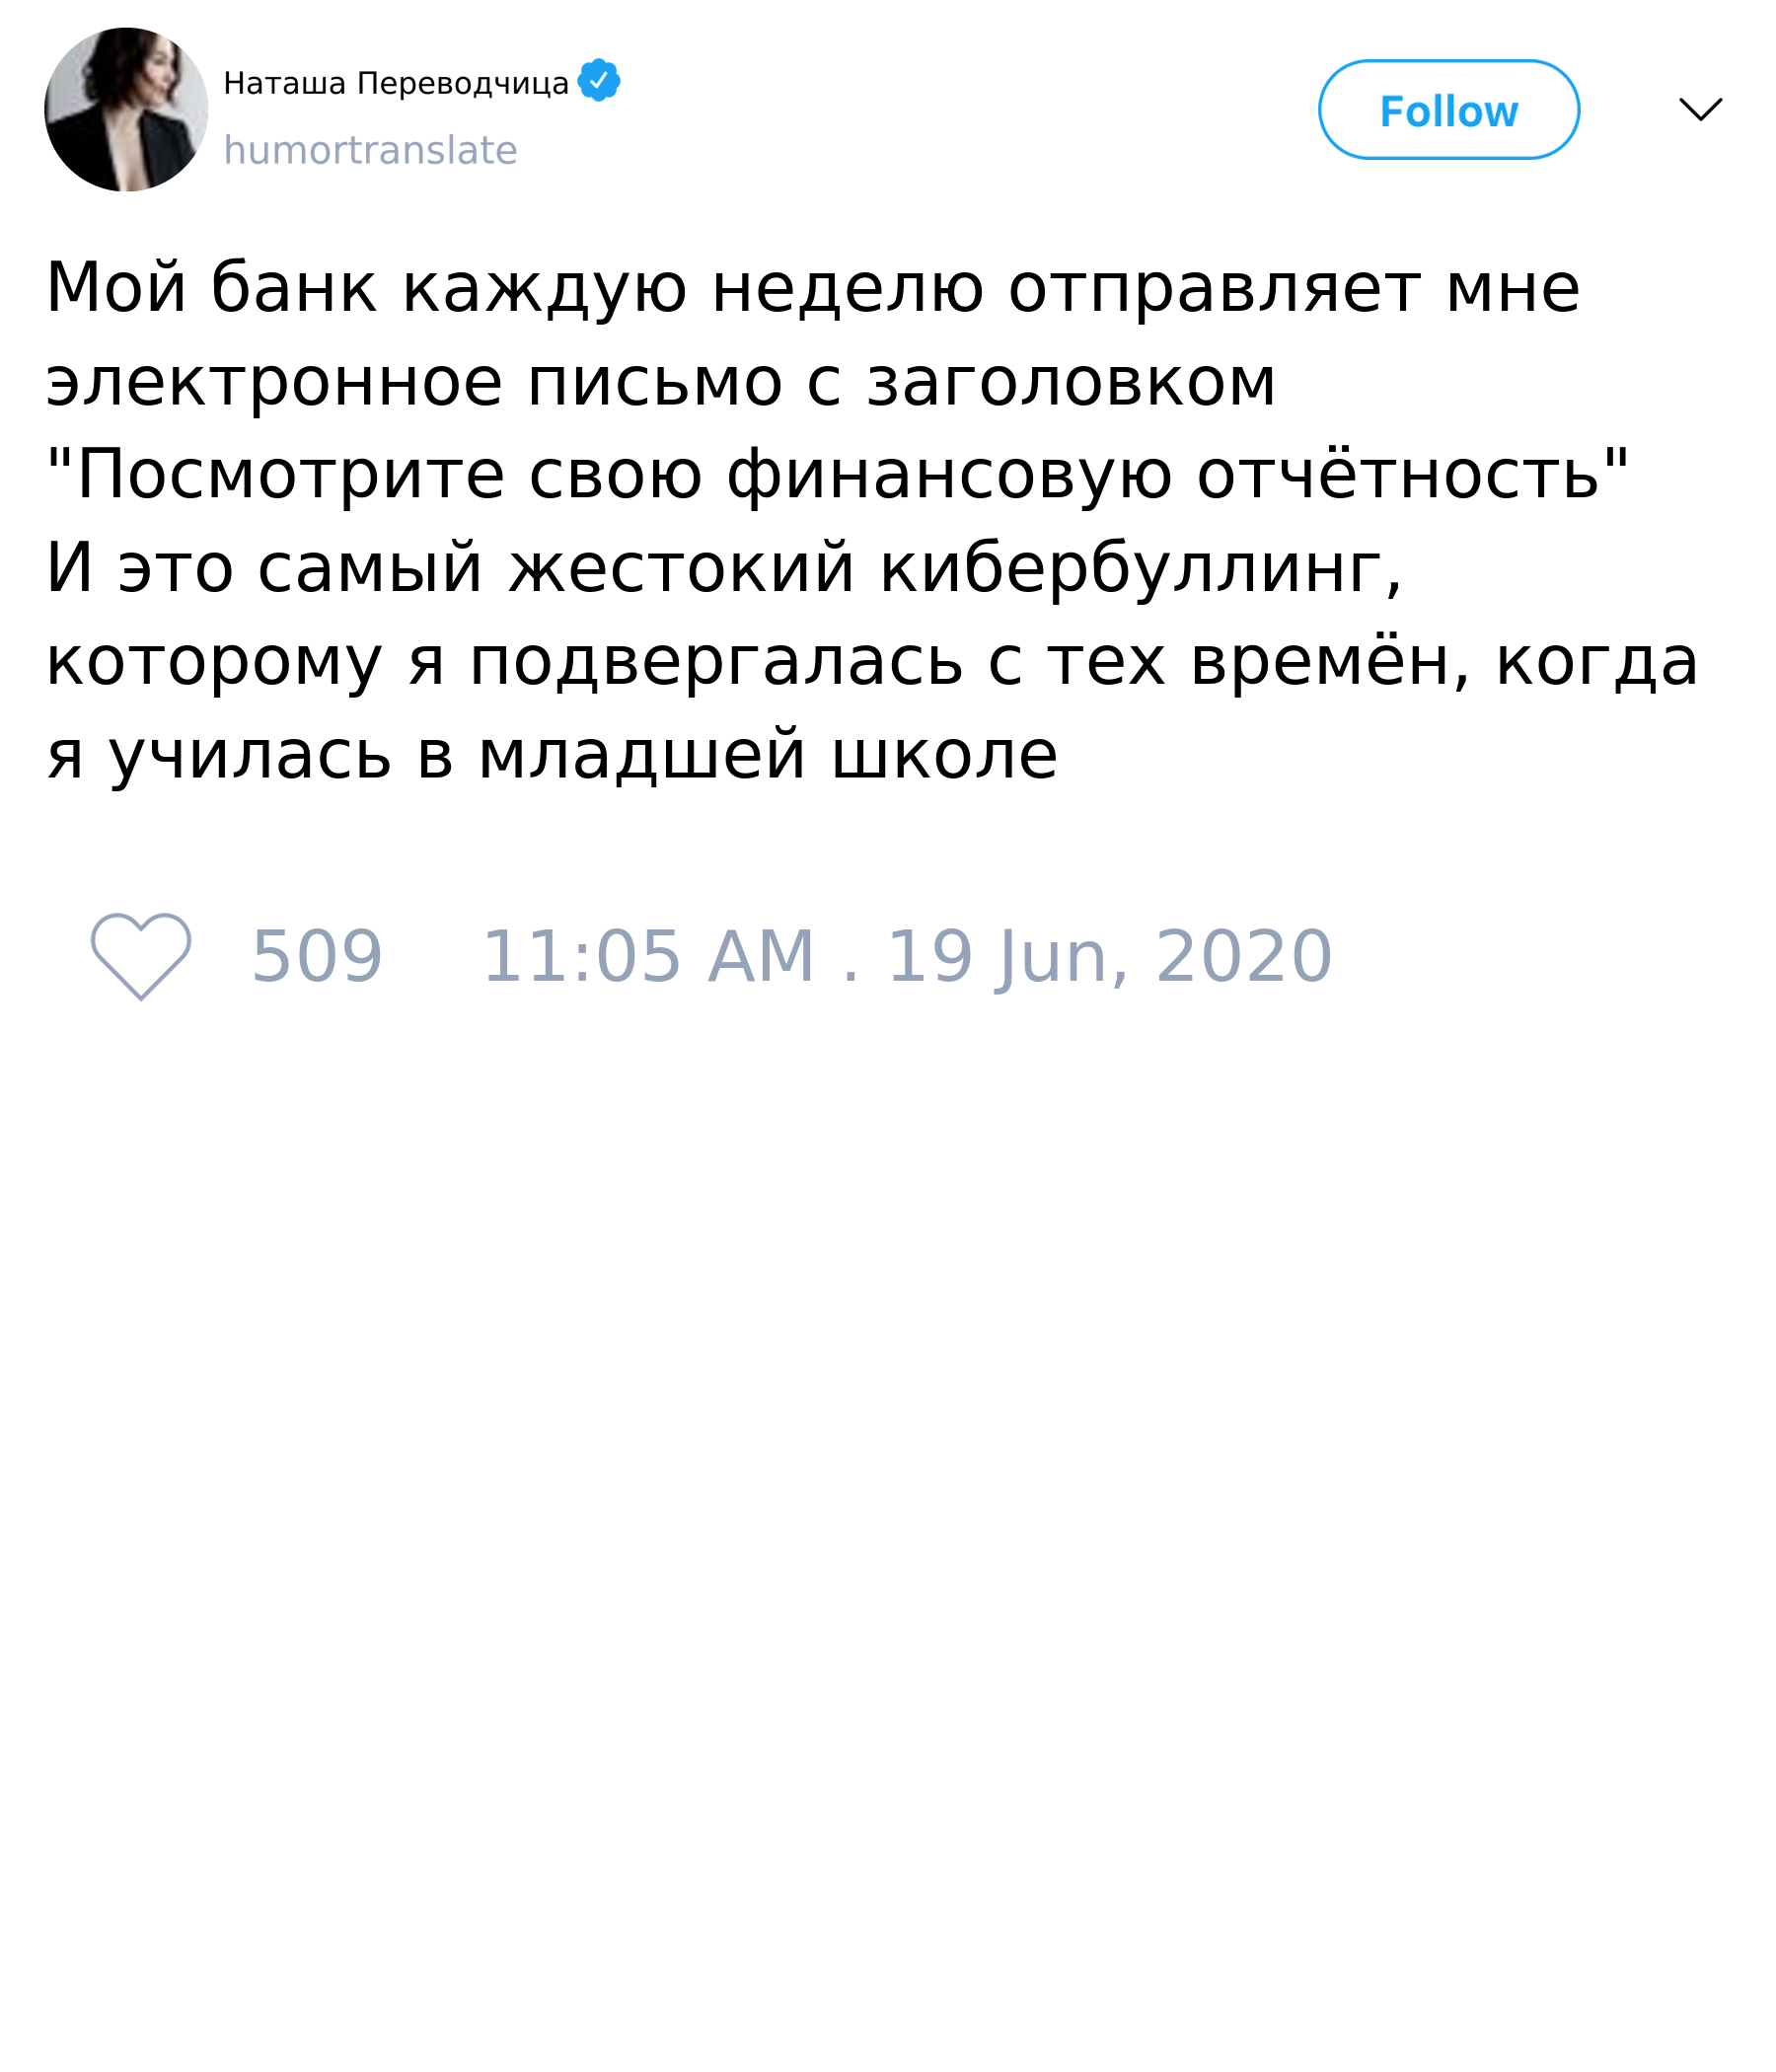 Наташа Переводчица
humortranslate
Follow
Мой банк каждую неделю отправляет мне
электронное письмо с заголовком
"Посмотрите свою финансовую отчётность"
И это самый жестокий кибербуллинг,
которому я подвергалась с тех времён, когда
я училась в младшей школе
509 11:05 AM . 19 Jun, 2020